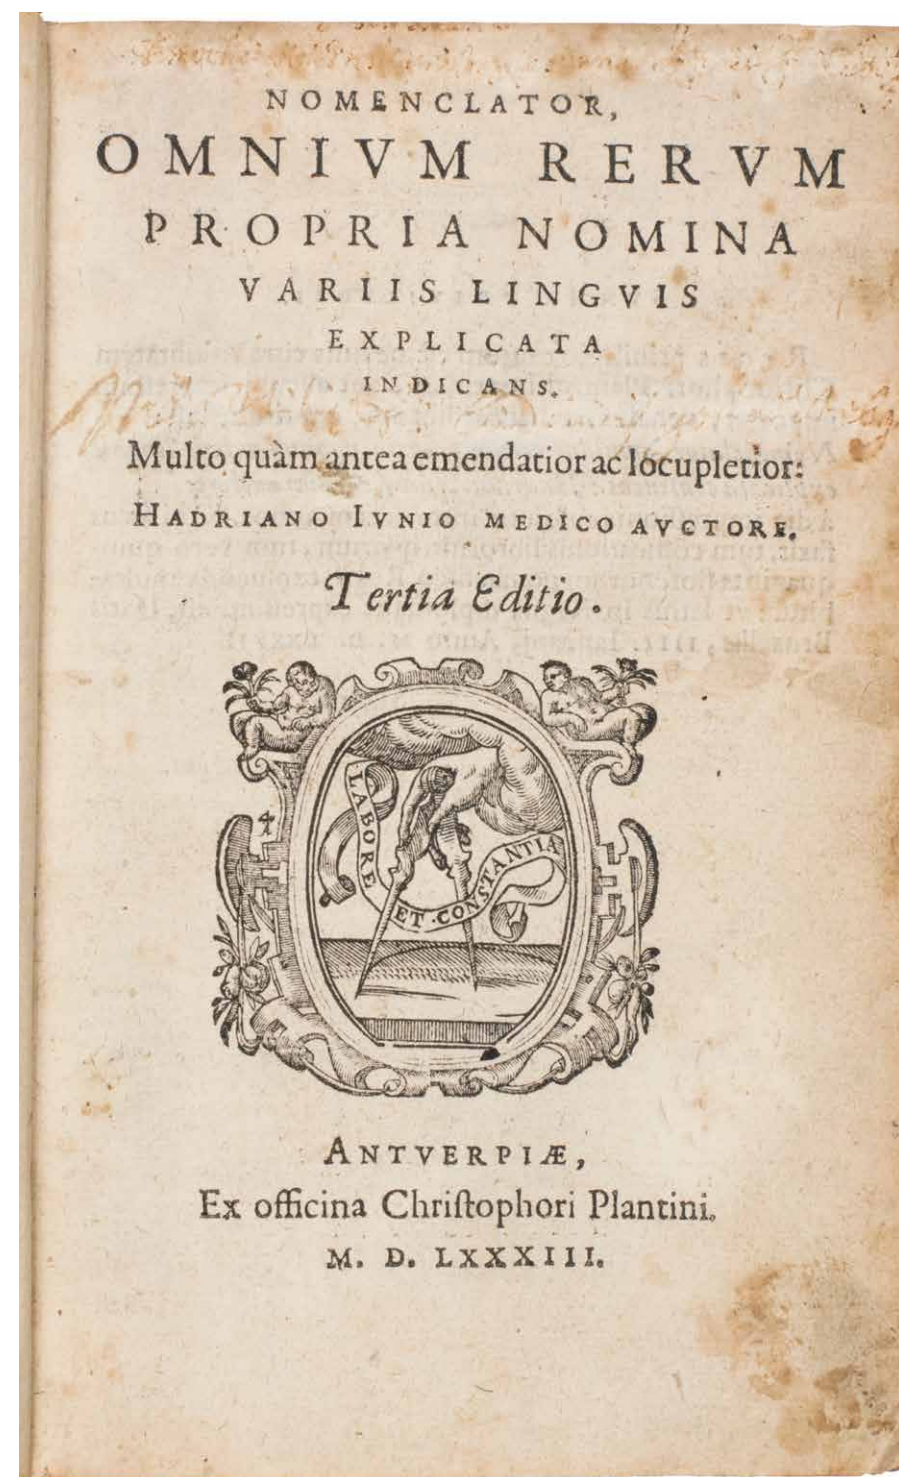 NOMENCLATOR,
OMNIVM RERVM
PROPRIA NOMINA
VARIIS LINGVIS
EXPLICATA
INDICANS.
Multo quàm antea emendatior ac locupletior:
HADRIANO IVNIO MEDICO AVCTORE.
Tertia Editio.
LABORE ET CONSTANTIA
ANTVERPIÆ,
Ex officina Chriſtophori Plantini.
M. D. LXXXIII.